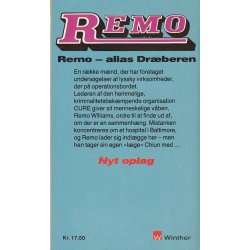 REMO
Remo – alias Dræberen
En række mænd, der har foretaget
undersøgelser af lyssky virksomheder,
dør på operationsbordet.
Lederen af den hemmelige,
kriminalitetsbekæmpende organisation
CURE giver sit menneskelige våben,
Remo Williams, ordre til at finde ud af,
om der er en sammenhæng. Mistanken
koncentreres om et hospital i Baltimore,
og Remo lader sig indlægge her – men
han tager sin egen »læge« Chiun med ...
Nyt oplag
Kr. 17,50
Winther